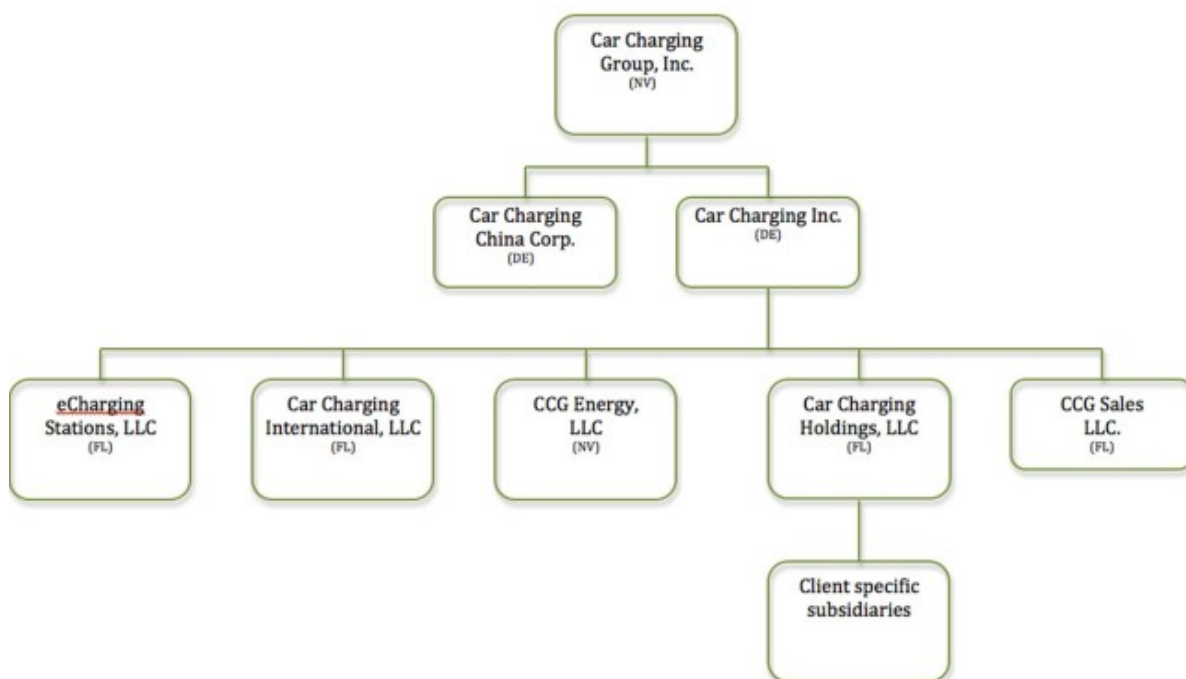 Car Charging
Group, Inc.
(NV)
Car Charging
China Corp.
(DE)
Car Charging Inc.
(DE)
eCharging
Stations, LLC
(FL)
Car Charging
International, LLC
(FL)
CCG Energy,
LLC
(NV)
Car Charging
Holdings, LLC
(FL)
CCG Sales
LLC.
(FL)
Client specific
subsidiaries